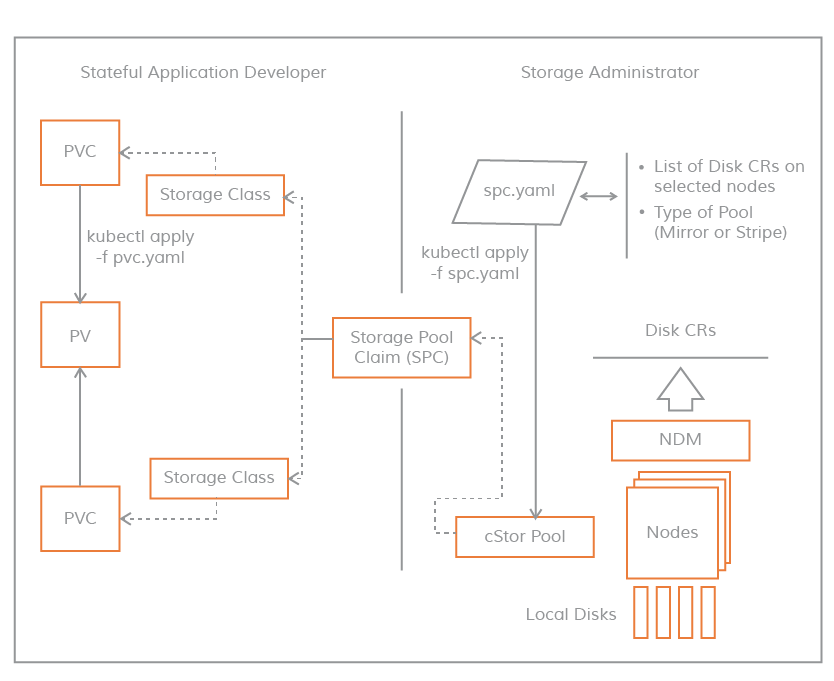 Stateful Application Developer
Storage Administrator
PVC
Storage Class
kubectl apply
-f pvc.yaml
PV
Storage Class
PVC
Storage Pool
Claim (SPC)
spc.yaml
• List of Disk CRs on
selected nodes
• Type of Pool
(Mirror or Stripe)
kubectl apply
-f spc.yaml
cStor Pool
Disk CRs
NDM
Nodes
Local Disks